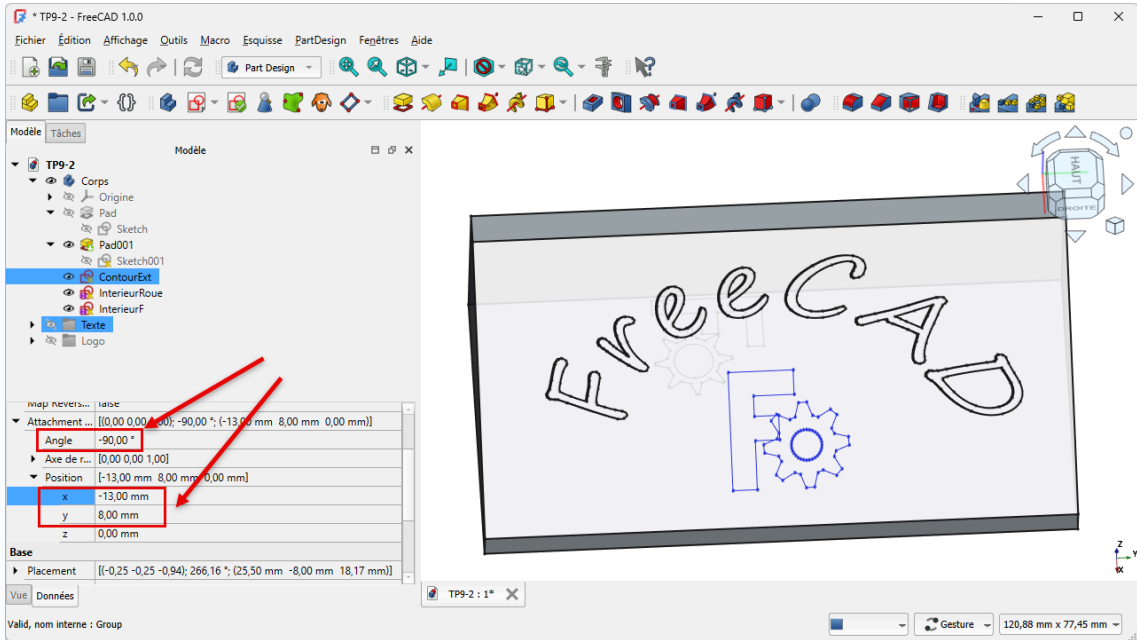 * TP9-2 - FreeCAD 1.0.0
Fichier Édition Affichage Outils Macro Esquisse PartDesign Fenêtres Aide
Part Design
Modèle Tâches
Modèle
TP9-2
Corps
Origine
Pad
Sketch
Pad001
Sketch001
ContourExt
InterieurRoue
InterieurF
Texte
Logo
Map Revers... false
Attachment ... [(0,00 0,00 1,00); -90,00 °; (-13,00 mm 8,00 mm 0,00 mm)]
Angle -90,00 °
Axe de r... [0,00 0,00 1,00]
Position [-13,00 mm 8,00 mm 0,00 mm]
x -13,00 mm
y 8,00 mm
z 0,00 mm
Base
Placement [(-0,25 -0,25 -0,94); 266,16 °; (25,50 mm -8,00 mm 18,17 mm)]
Vue Données
FreeCAD
HAUT
DROITE
Z
Y
X
TP9-2 : 1*
Valid, nom interne : Group
Gesture
120,88 mm x 77,45 mm